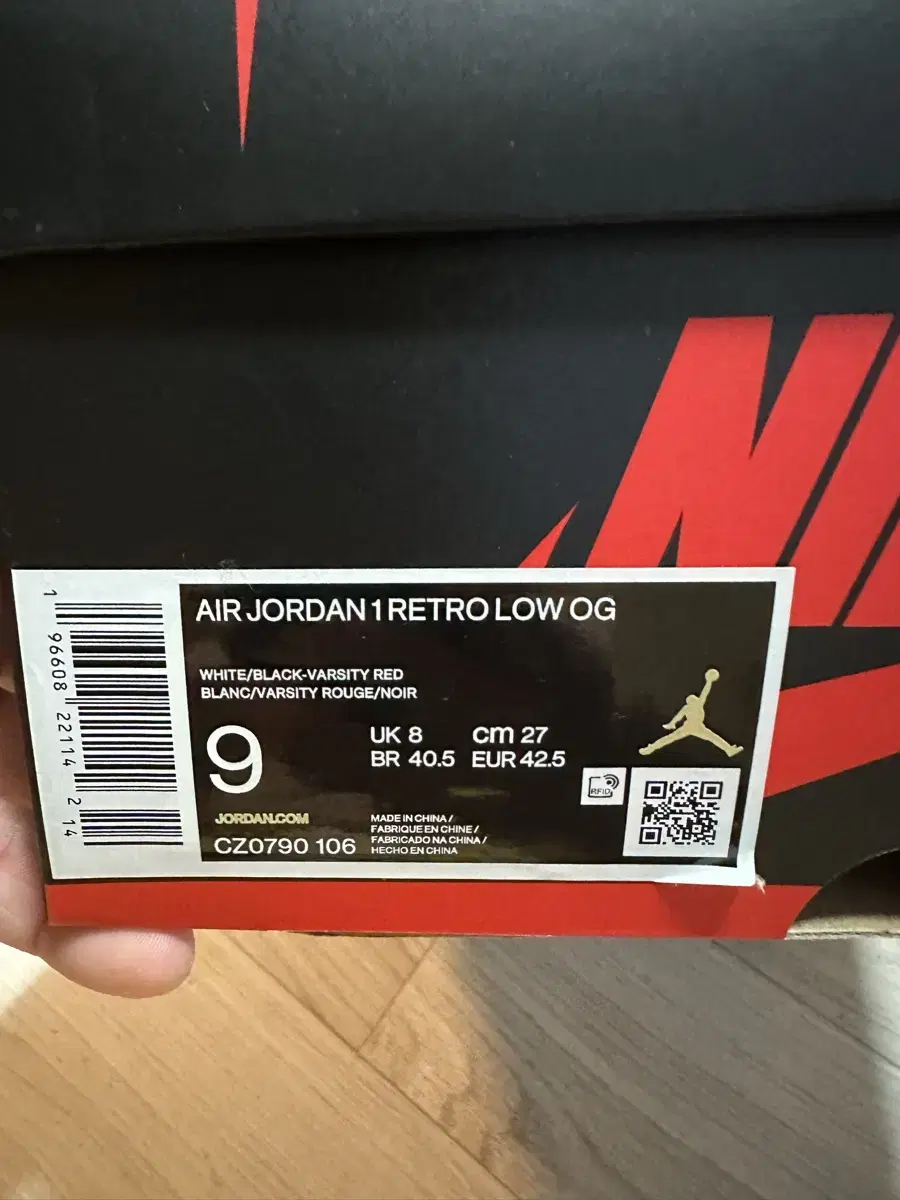 AIR JORDAN 1 RETRO LOW OG
WHITE/BLACK-VARSITY RED
BLANC/VARSITY ROUGE/NOIR
9
UK 8 cm 27
BR 40.5 EUR 42.5
RFID
JORDAN.COM
CZ0790 106
MADE IN CHINA /
FABRIQUE EN CHINE /
FABRICADO NA CHINA /
HECHO EN CHINA
1 96608 22114 2 14